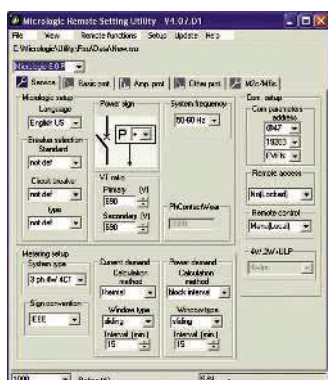 Micrologic Remote Setting Utility V4.07.D1
File View Remote functions Setup Update Help
Micrologic 6.0 P
Service Basic prot. Amp. prot. Other prot. M2c/M6c
Micrologic setup
Language
English US
Breaker selection
Standard
not def
Circuit breaker
not def
type
not def
Power sign
P +
VT ratio
Primary (V)
690
Secondary (V)
690
System frequency
50-60 Hz
PhContactWear
Com. setup
Com parameters
address
19200
EVEN
Remote access
No(Locked)
Remote control
Manu(Local)
Metering setup
System type
3 ph 4w 4CT
Sign convention
IEEE
Current demand
Calculation
method
thermal
Window type
sliding
Interval (min.)
15
Power demand
Calculation
method
block interval
Window type
sliding
Interval (min.)
15
1000